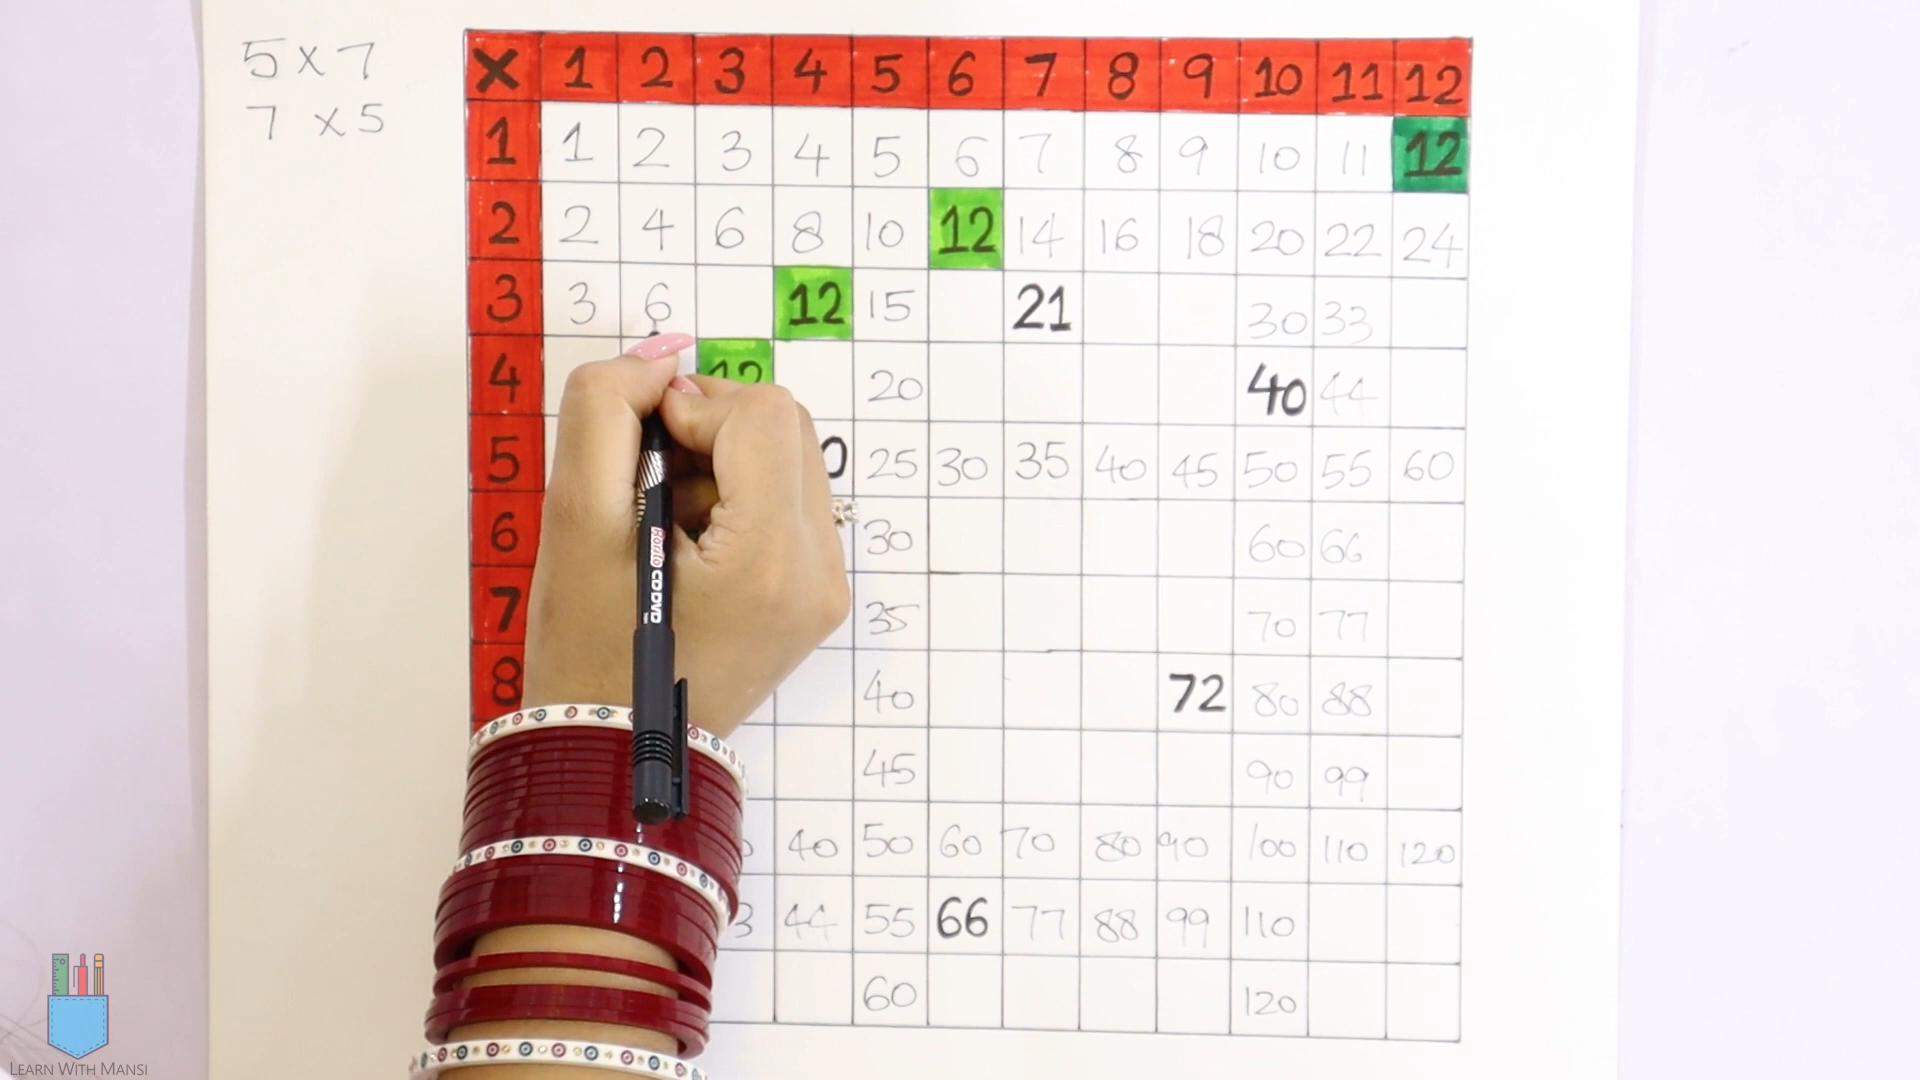 5 x 7
7 x 5
X 1 2 3 4 5 6 7 8 9 10 11 12
1 1 2 3 4 5 6 7 8 9 10 11 12
2 2 4 6 8 10 12 14 16 18 20 22 24
3 3 6 12 15 21 30 33
4 12 20 40 44
5 25 30 35 40 45 50 55 60
6 30 60 66
7 35 70 77
8 40 72 80 88
45 90 99
40 50 60 70 80 90 100 110 120
44 55 66 77 88 99 110
60 120
Rorito CD DVD
LEARN WITH MANSI